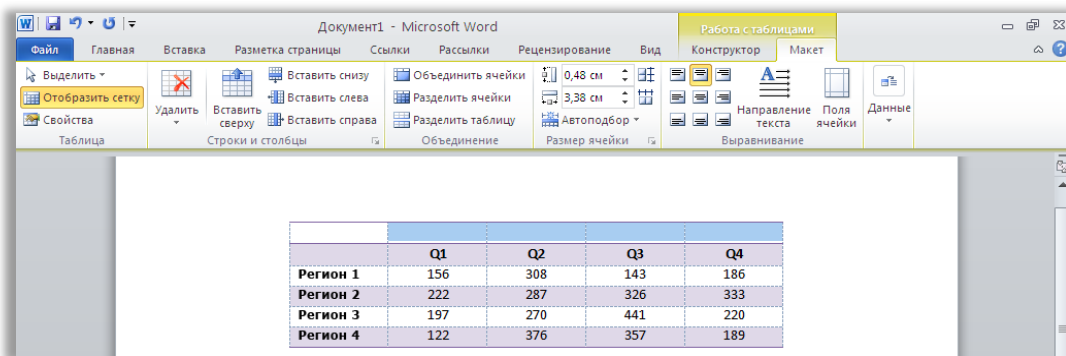 Документ1 - Microsoft Word
Работа с таблицами
Файл Главная Вставка Разметка страницы Ссылки Рассылки Рецензирование Вид Конструктор Макет
Выделить
Отобразить сетку
Свойства
Таблица
Удалить
Вставить сверху
Вставить снизу
Вставить слева
Вставить справа
Строки и столбцы
Объединить ячейки
Разделить ячейки
Разделить таблицу
Объединение
0,48 см
3,38 см
Автоподбор
Размер ячейки
Направление текста
Поля ячейки
Выравнивание
Данные
Q1 Q2 Q3 Q4
Регион 1 156 308 143 186
Регион 2 222 287 326 333
Регион 3 197 270 441 220
Регион 4 122 376 357 189